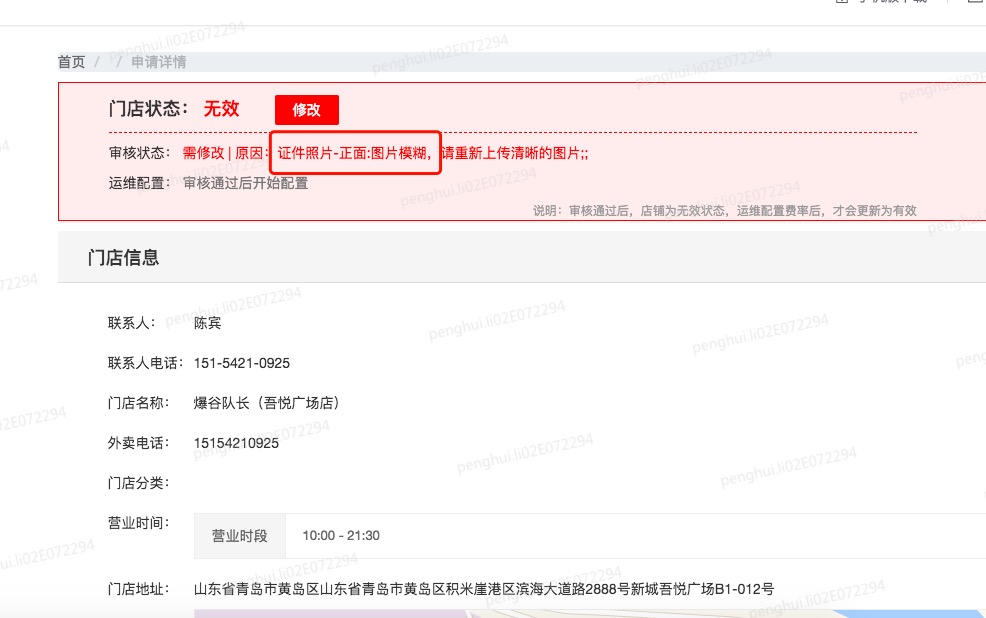 首页 / / 申请详情
门店状态： 无效 修改
审核状态： 需修改 | 原因: 证件照片-正面:图片模糊，请重新上传清晰的图片;;
运维配置： 审核通过后开始配置
说明：审核通过后，店铺为无效状态，运维配置费率后，才会更新为有效
门店信息
联系人： 陈宾
联系人电话： 151-5421-0925
门店名称： 爆谷队长（吾悦广场店）
外卖电话： 15154210925
门店分类：
营业时间： 营业时段 10:00 - 21:30
门店地址： 山东省青岛市黄岛区山东省青岛市黄岛区积米崖港区滨海大道路2888号新城吾悦广场B1-012号
penghui.li02E072294